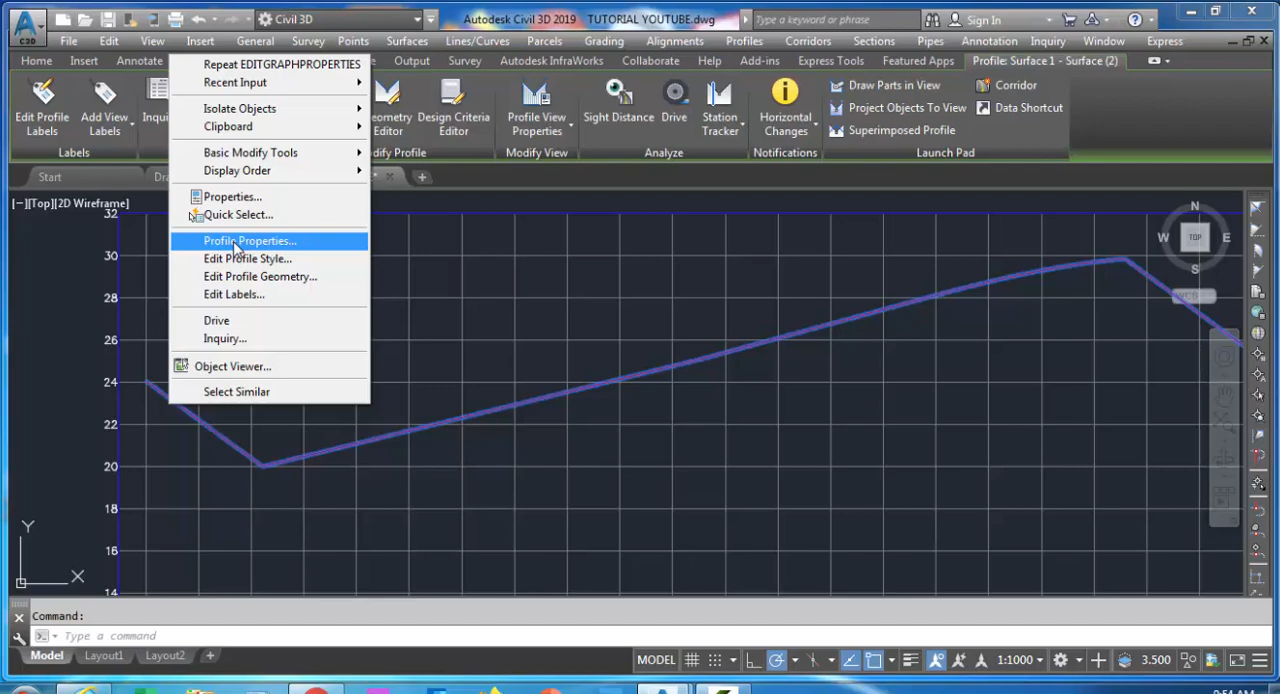 Civil 3D
Autodesk Civil 3D 2019 TUTORIAL YOUTUBE.dwg
Type a keyword or phrase
Sign In
C3D
File Edit View Insert General Survey Points Surfaces Lines/Curves Parcels Grading Alignments Profiles Corridors Sections Pipes Annotation Inquiry Window Express
Home Insert Annotate Output Survey Autodesk InfraWorks Collaborate Help Add-ins Express Tools Featured Apps Profile: Surface 1 - Surface (2)
Edit Profile
Labels
Add View
Labels
Labels
Geometry
Editor
Design Criteria
Editor
Profile View
Properties
Modify View
Sight Distance
Drive
Station
Tracker
Analyze
Horizontal
Changes
Notifications
Draw Parts in View
Project Objects To View
Superimposed Profile
Corridor
Data Shortcut
Launch Pad
Start
[−][Top][2D Wireframe]
Repeat EDITGRAPHPROPERTIES
Recent Input
Isolate Objects
Clipboard
Basic Modify Tools
Display Order
Properties...
Quick Select...
Profile Properties...
Edit Profile Style...
Edit Profile Geometry...
Edit Labels...
Drive
Inquiry...
Object Viewer...
Select Similar
32
30
28
26
24
22
20
18
16
14
N
W TOP E
S
Y
X
Command:
Type a command
Model Layout1 Layout2 +
MODEL
1:1000
3.500